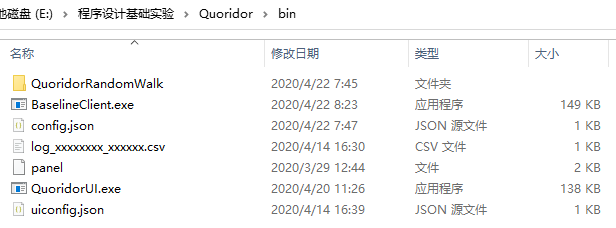 地磁盘 (E:) › 程序设计基础实验 › Quoridor › bin
名称 修改日期 类型 大小
QuoridorRandomWalk 2020/4/22 7:45 文件夹
BaselineClient.exe 2020/4/22 8:23 应用程序 149 KB
config.json 2020/4/22 7:47 JSON 源文件 1 KB
log_xxxxxxxx_xxxxxx.csv 2020/4/14 16:30 CSV 文件 1 KB
panel 2020/3/29 12:44 文件 2 KB
QuoridorUI.exe 2020/4/20 11:26 应用程序 138 KB
uiconfig.json 2020/4/14 16:39 JSON 源文件 1 KB